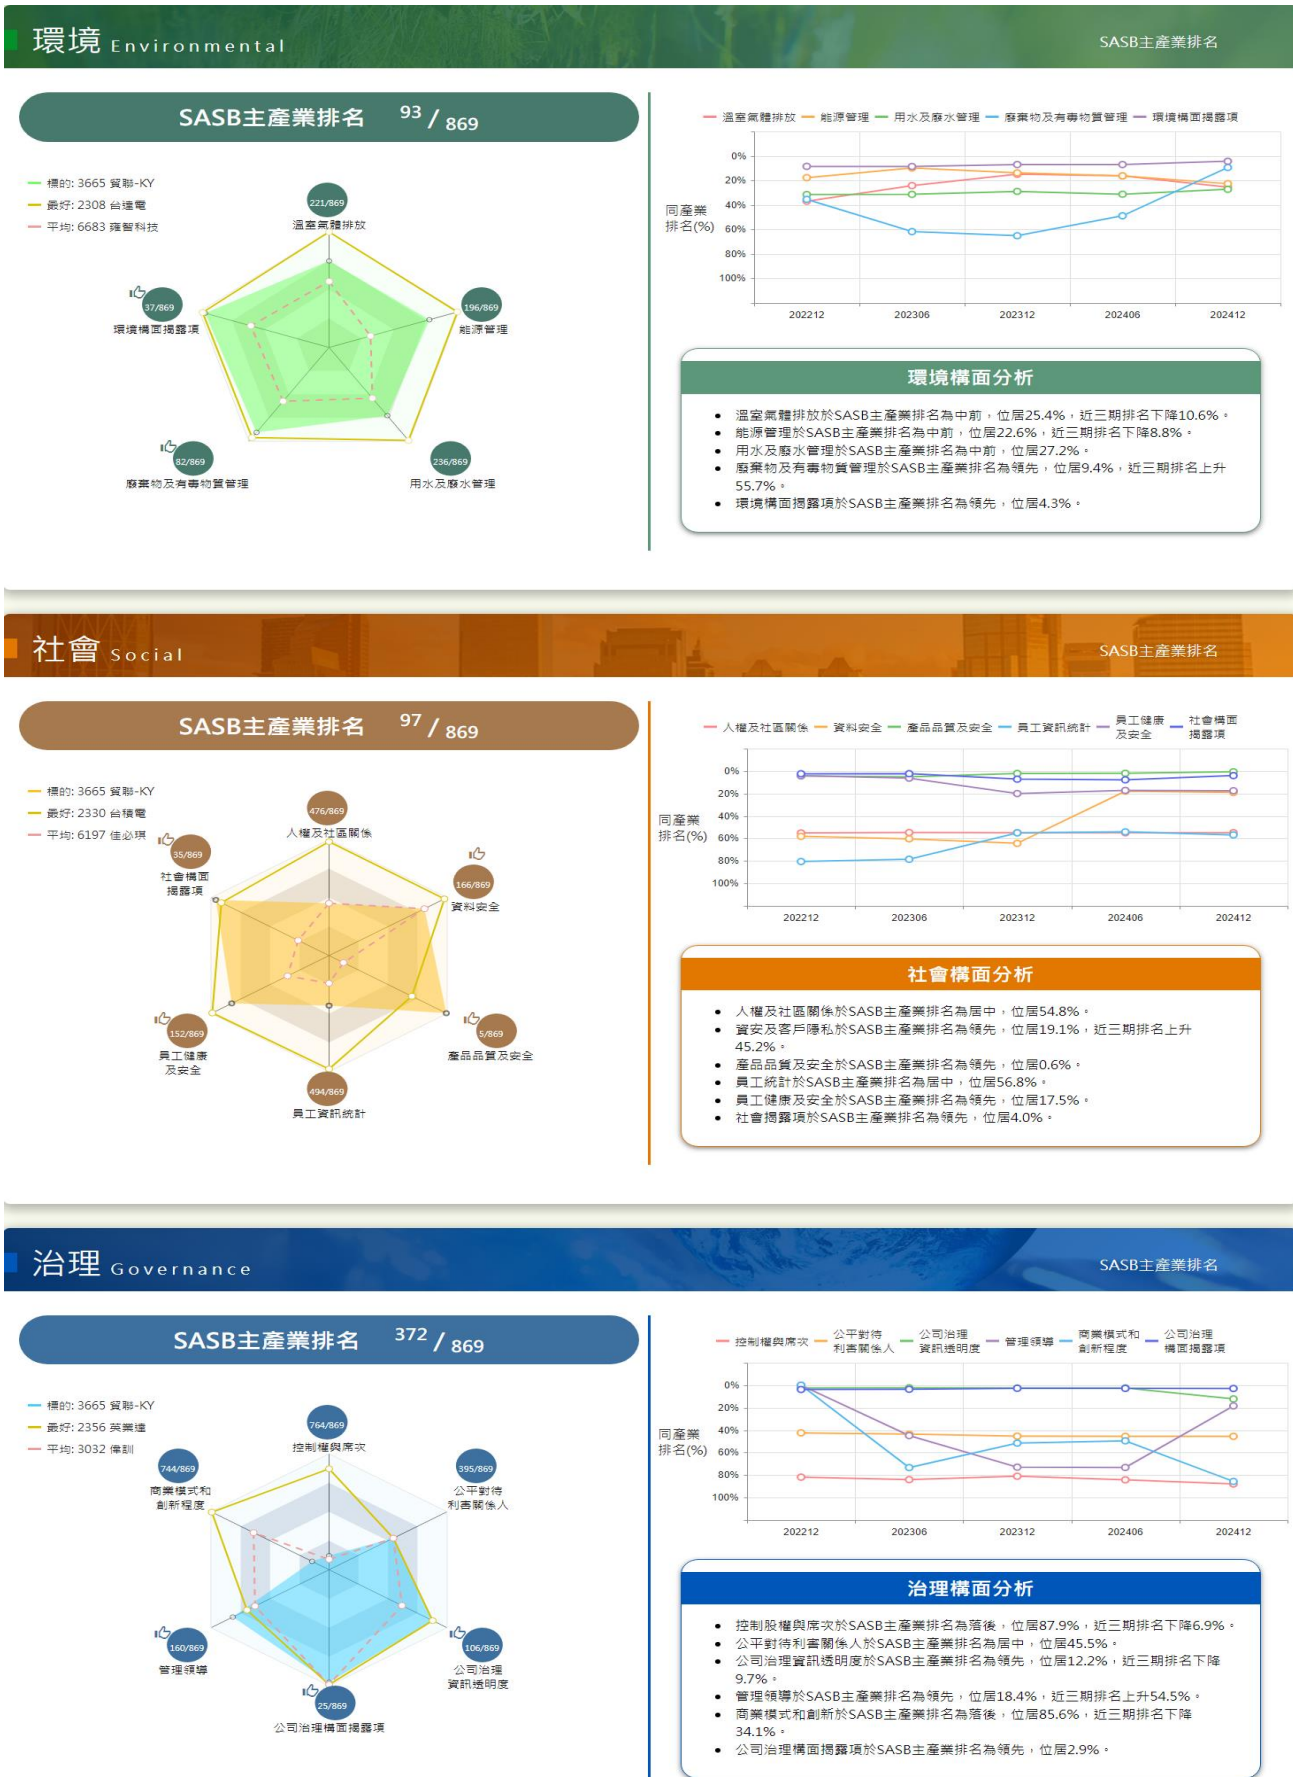 環境 Environmental
SASB主產業排名
SASB主產業排名 93 / 869
標的: 3665 貿聯-KY
最好: 2308 台達電
平均: 6683 雍智科技
221/869
溫室氣體排放
196/869
能源管理
236/869
用水及廢水管理
82/869
廢棄物及有毒物質管理
37/869
環境構面揭露項
溫室氣體排放 能源管理 用水及廢水管理 廢棄物及有毒物質管理 環境構面揭露項
同產業
排名(%)
0%
20%
40%
60%
80%
100%
202212 202306 202312 202406 202412
環境構面分析
• 溫室氣體排放於SASB主產業排名為中前，位居25.4%，近三期排名下降10.6%。
• 能源管理於SASB主產業排名為中前，位居22.6%，近三期排名下降8.8%。
• 用水及廢水管理於SASB主產業排名為中前，位居27.2%。
• 廢棄物及有毒物質管理於SASB主產業排名為領先，位居9.4%，近三期排名上升
55.7%。
• 環境構面揭露項於SASB主產業排名為領先，位居4.3%。
社會 Social
SASB主產業排名
SASB主產業排名 97 / 869
標的: 3665 貿聯-KY
最好: 2330 台積電
平均: 6197 佳必琪
476/869
人權及社區關係
166/869
資料安全
5/869
產品品質及安全
494/869
員工資訊統計
152/869
員工健康
及安全
35/869
社會構面
揭露項
人權及社區關係 資料安全 產品品質及安全 員工資訊統計 員工健康
及安全 社會構面
揭露項
同產業
排名(%)
0%
20%
40%
60%
80%
100%
202212 202306 202312 202406 202412
社會構面分析
• 人權及社區關係於SASB主產業排名為居中，位居54.8%。
• 資安及客戶隱私於SASB主產業排名為領先，位居19.1%，近三期排名上升
45.2%。
• 產品品質及安全於SASB主產業排名為領先，位居0.6%。
• 員工統計於SASB主產業排名為居中，位居56.8%。
• 員工健康及安全於SASB主產業排名為領先，位居17.5%。
• 社會揭露項於SASB主產業排名為領先，位居4.0%。
治理 Governance
SASB主產業排名
SASB主產業排名 372 / 869
標的: 3665 貿聯-KY
最好: 2356 英業達
平均: 3032 偉訓
764/869
控制權與席次
395/869
公平對待
利害關係人
106/869
公司治理
資訊透明度
25/869
公司治理構面揭露項
160/869
管理領導
744/869
商業模式和
創新程度
控制權與席次 公平對待
利害關係人 公司治理
資訊透明度 管理領導 商業模式和
創新程度 公司治理
構面揭露項
同產業
排名(%)
0%
20%
40%
60%
80%
100%
202212 202306 202312 202406 202412
治理構面分析
• 控制股權與席次於SASB主產業排名為落後，位居87.9%，近三期排名下降6.9%。
• 公平對待利害關係人於SASB主產業排名為居中，位居45.5%。
• 公司治理資訊透明度於SASB主產業排名為領先，位居12.2%，近三期排名下降
9.7%。
• 管理領導於SASB主產業排名為領先，位居18.4%，近三期排名上升54.5%。
• 商業模式和創新於SASB主產業排名為落後，位居85.6%，近三期排名下降
34.1%。
• 公司治理構面揭露項於SASB主產業排名為領先，位居2.9%。